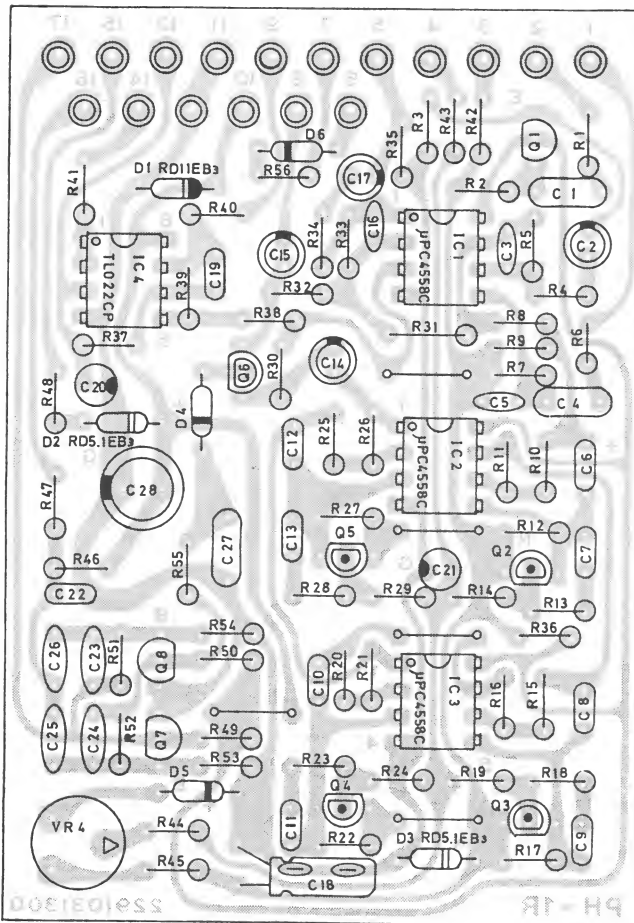 17 15 13 11 9 7 5 4 3 2 1
16 14 12 10 8 6
E
D6
R35
R3
R43
R42
Q1
R1
D1 RD11EB3
R56
C17
R2
C1
R41
R40
C16
IC1
µPC4558C
C3
R5
C2
IC4
TL022CP
C19
C15
R34
R33
R39
R32
R4
R38
R31
R8
R9
R6
R37
Q6
R30
C14
R7
R48
C20
D4
C5
C4
D2 RD5.1EB3
C12
R25
R26
IC2
µPC4558C
R11
R10
C6
C28
R47
C27
C13
R27
Q5
R12
C7
R46
R55
Q2
C21
C22
R28
R29
R14
R13
R54
R36
C26
C23
R51
Q8
R50
C10
R20
R21
IC3
µPC4558C
R16
R15
C8
C25
C24
R52
Q7
R49
R53
R23
R24
R19
R18
D5
Q4
Q3
VR4
R44
C11
R22
D3 RD5.1EB3
R17
C9
R45
C18
2291031300
PH-1R